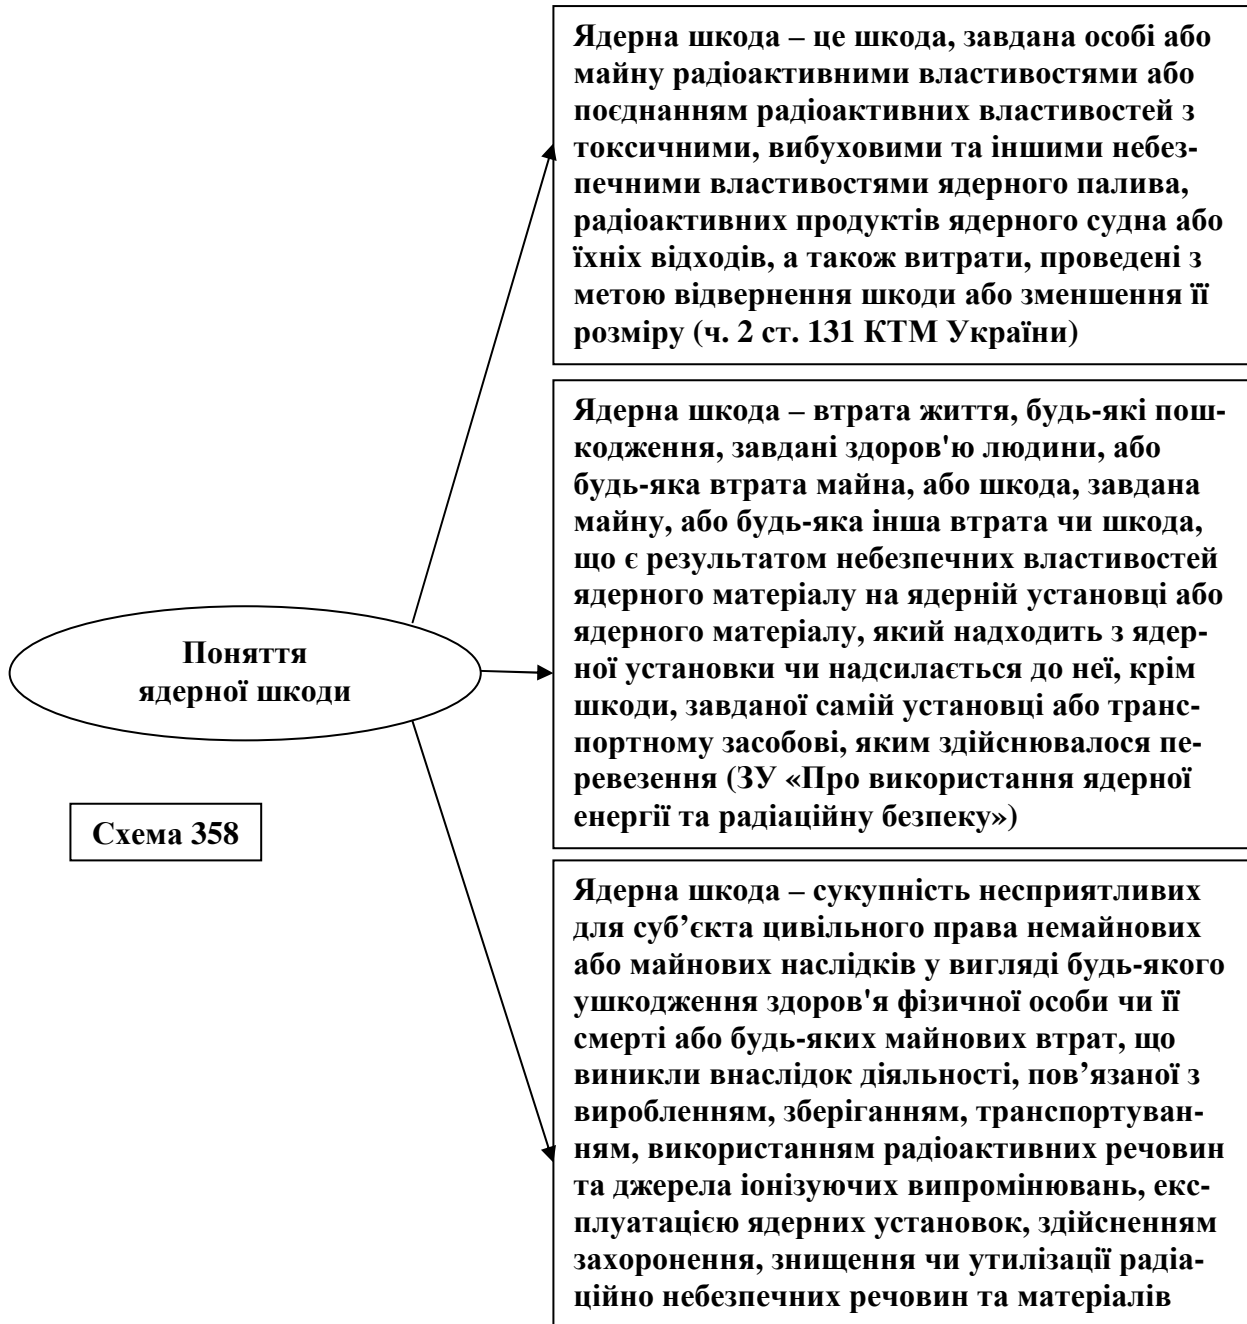 Ядерна шкода – це шкода, завдана особі або
майну радіоактивними властивостями або
поєднанням радіоактивних властивостей з
токсичними, вибуховими та іншими небез-
печними властивостями ядерного палива,
радіоактивних продуктів ядерного судна або
їхніх відходів, а також витрати, проведені з
метою відвернення шкоди або зменшення її
розміру (ч. 2 ст. 131 КТМ України)
Ядерна шкода – втрата життя, будь-які пош-
кодження, завдані здоров'ю людини, або
будь-яка втрата майна, або шкода, завдана
майну, або будь-яка інша втрата чи шкода,
що є результатом небезпечних властивостей
ядерного матеріалу на ядерній установці або
ядерного матеріалу, який надходить з ядер-
ної установки чи надсилається до неї, крім
шкоди, завданої самій установці або транс-
портному засобові, яким здійснювалося пе-
ревезення (ЗУ «Про використання ядерної
енергії та радіаційну безпеку»)
Поняття
ядерної шкоди
Схема 358
Ядерна шкода – сукупність несприятливих
для суб’єкта цивільного права немайнових
або майнових наслідків у вигляді будь-якого
ушкодження здоров'я фізичної особи чи її
смерті або будь-яких майнових втрат, що
виникли внаслідок діяльності, пов’язаної з
виробленням, зберіганням, транспортуван-
ням, використанням радіоактивних речовин
та джерела іонізуючих випромінювань, екс-
плуатацією ядерних установок, здійсненням
захоронення, знищення чи утилізації радіа-
ційно небезпечних речовин та матеріалів